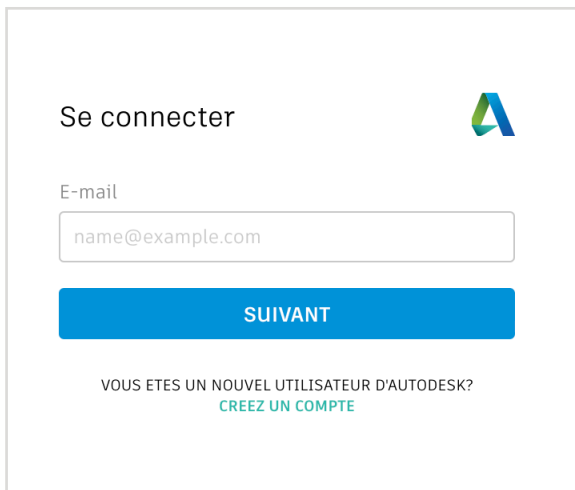 Se connecter
E-mail
name@example.com
SUIVANT
VOUS ETES UN NOUVEL UTILISATEUR D'AUTODESK?
CREEZ UN COMPTE